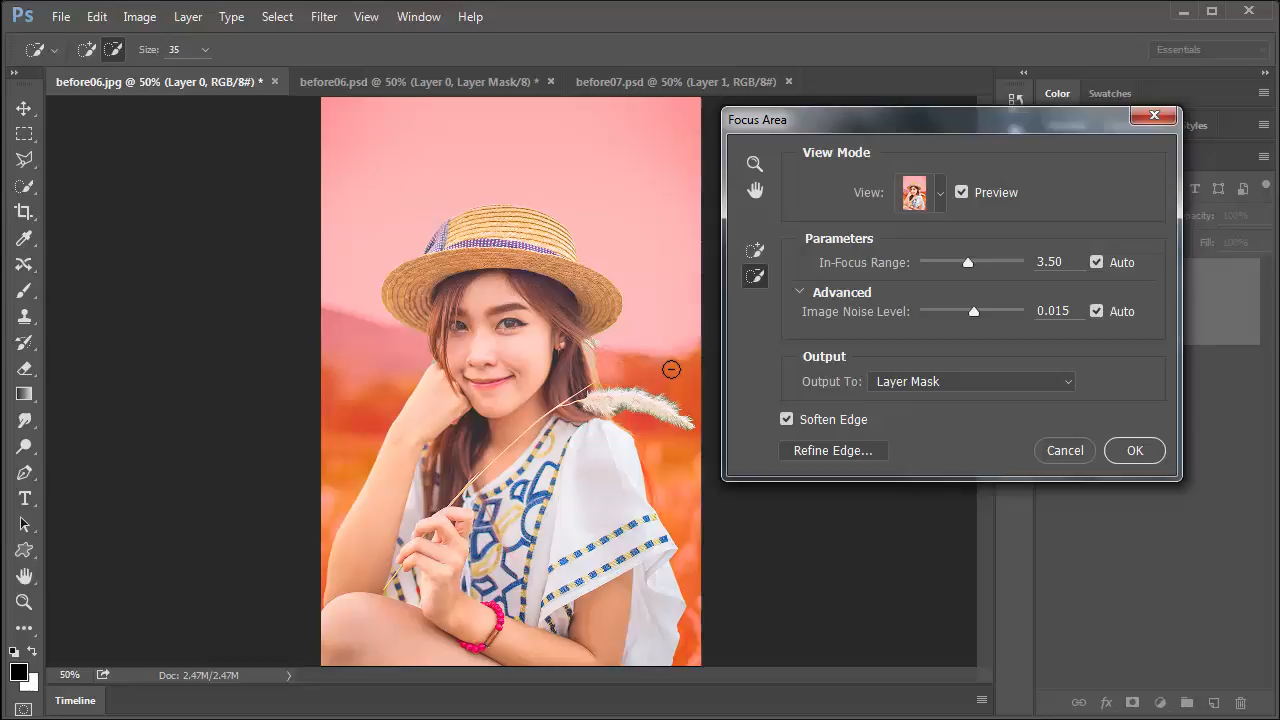 Ps File Edit Image Layer Type Select Filter View Window Help
Size: 35 Essentials
before06.jpg @ 50% (Layer 0, RGB/8#) * × before06.psd @ 50% (Layer 0, Layer Mask/8) * × before07.psd @ 50% (Layer 1, RGB/8#) ×
Color Swatches
Focus Area
View Mode
View: Preview
Parameters
In-Focus Range: 3.50 Auto
Advanced
Image Noise Level: 0.015 Auto
Output
Output To: Layer Mask
Soften Edge
Refine Edge... Cancel OK
tyles
pacity: 100%
Fill: 100%
50% Doc: 2.47M/2.47M
Timeline